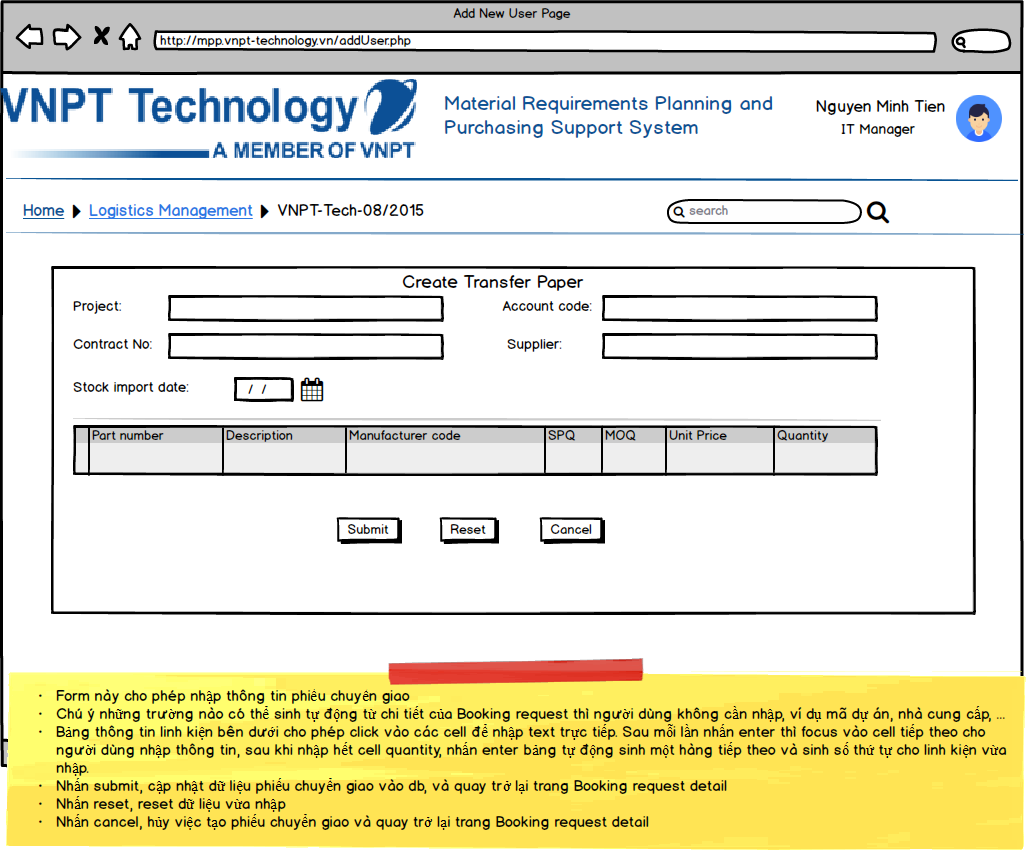 Add New User Page
http://mpp.vnpt-technology.vn/addUser.php
VNPT Technology
A MEMBER OF VNPT
Material Requirements Planning and
Purchasing Support System
Nguyen Minh Tien
IT Manager
Home Logistics Management VNPT-Tech-08/2015
search
Create Transfer Paper
Project: Account code:
Contract No: Supplier:
Stock import date: / /
Part number Description Manufacturer code SPQ MOQ Unit Price Quantity
Submit Reset Cancel
· Form này cho phép nhập thông tin phiếu chuyên giao
· Chú ý những trường nào có thể sinh tự động từ chi tiết của Booking request thì người dùng không cần nhập, ví dụ mã dự án, nhà cung cấp, ...
· Bảng thông tin linh kiện bên dưới cho phép click vào các cell để nhập text trực tiếp. Sau mỗi lần nhấn enter thì focus vào cell tiếp theo cho
người dùng nhập thông tin, sau khi nhập hết cell quantity, nhấn enter bảng tự động sinh một hàng tiếp theo và sinh số thứ tự cho linh kiện vừa
nhập.
· Nhấn submit, cập nhật dữ liệu phiếu chuyển giao vào db, và quay trở lại trang Booking request detail
· Nhấn reset, reset dữ liệu vừa nhập
· Nhấn cancel, hủy việc tạo phiếu chuyển giao và quay trở lại trang Booking request detail